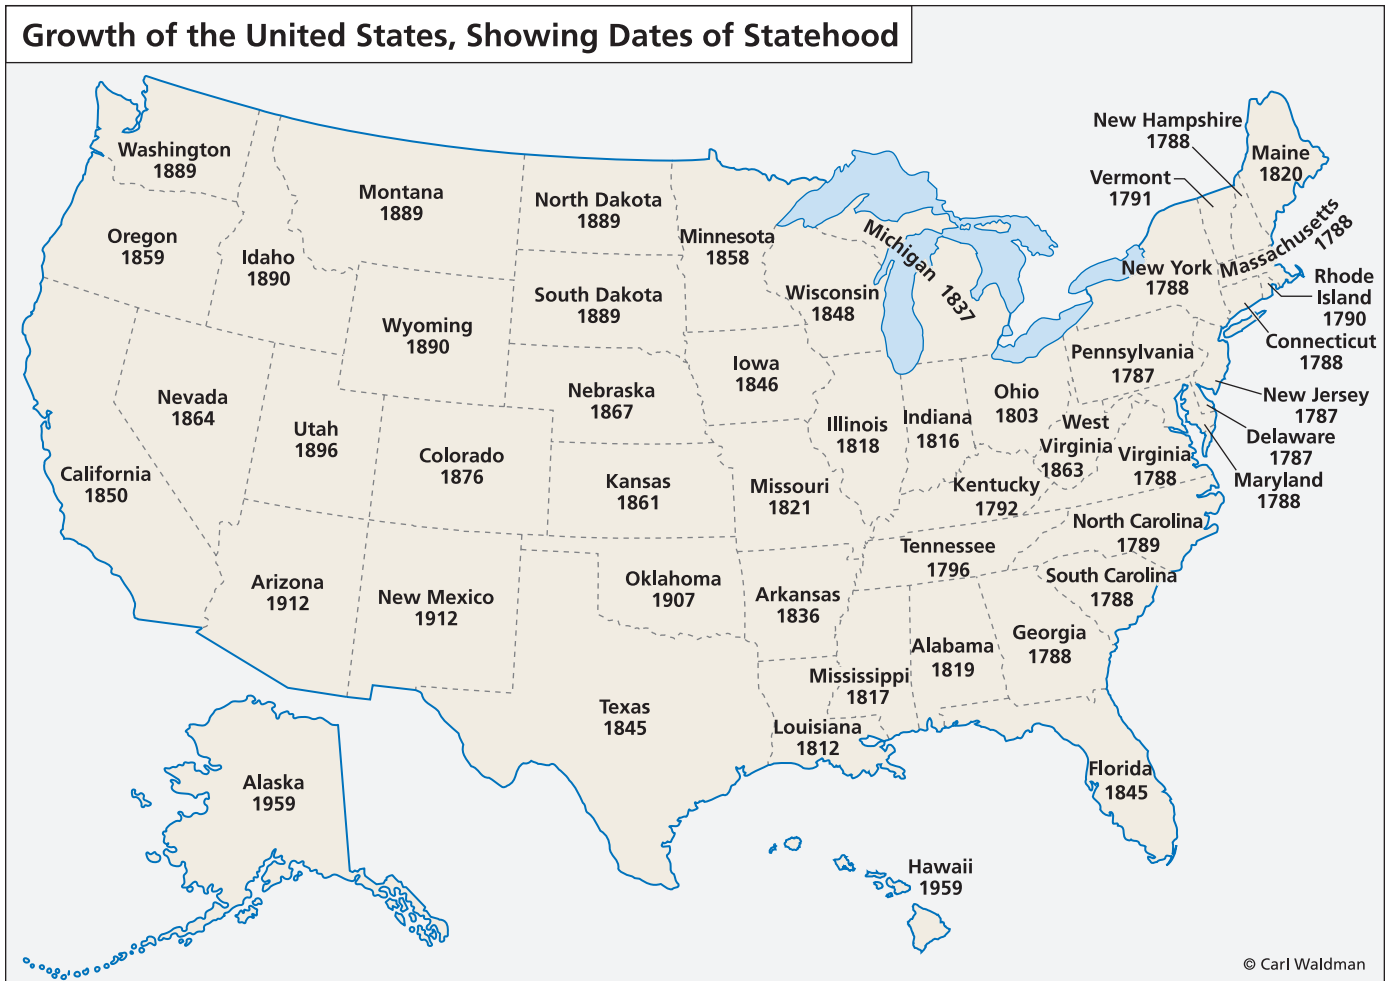 Growth of the United States, Showing Dates of Statehood
New Hampshire
1788
Maine
1820
Vermont
1791
Massachusetts
1788
Washington
1889
Montana
1889
North Dakota
1889
Minnesota
1858
Michigan 1837
Oregon
1859
Idaho
1890
New York
1788
Rhode
Island
1790
South Dakota
1889
Wisconsin
1848
Wyoming
1890
Connecticut
1788
Pennsylvania
1787
Iowa
1846
Nebraska
1867
Nevada
1864
Ohio
1803
New Jersey
1787
Utah
1896
Illinois
1818
Indiana
1816
West
Virginia
1863
Delaware
1787
Colorado
1876
Virginia
1788
California
1850
Kansas
1861
Missouri
1821
Kentucky
1792
Maryland
1788
North Carolina
1789
Tennessee
1796
Arizona
1912
New Mexico
1912
Oklahoma
1907
Arkansas
1836
South Carolina
1788
Georgia
1788
Alabama
1819
Mississippi
1817
Texas
1845
Louisiana
1812
Alaska
1959
Florida
1845
Hawaii
1959
© Carl Waldman